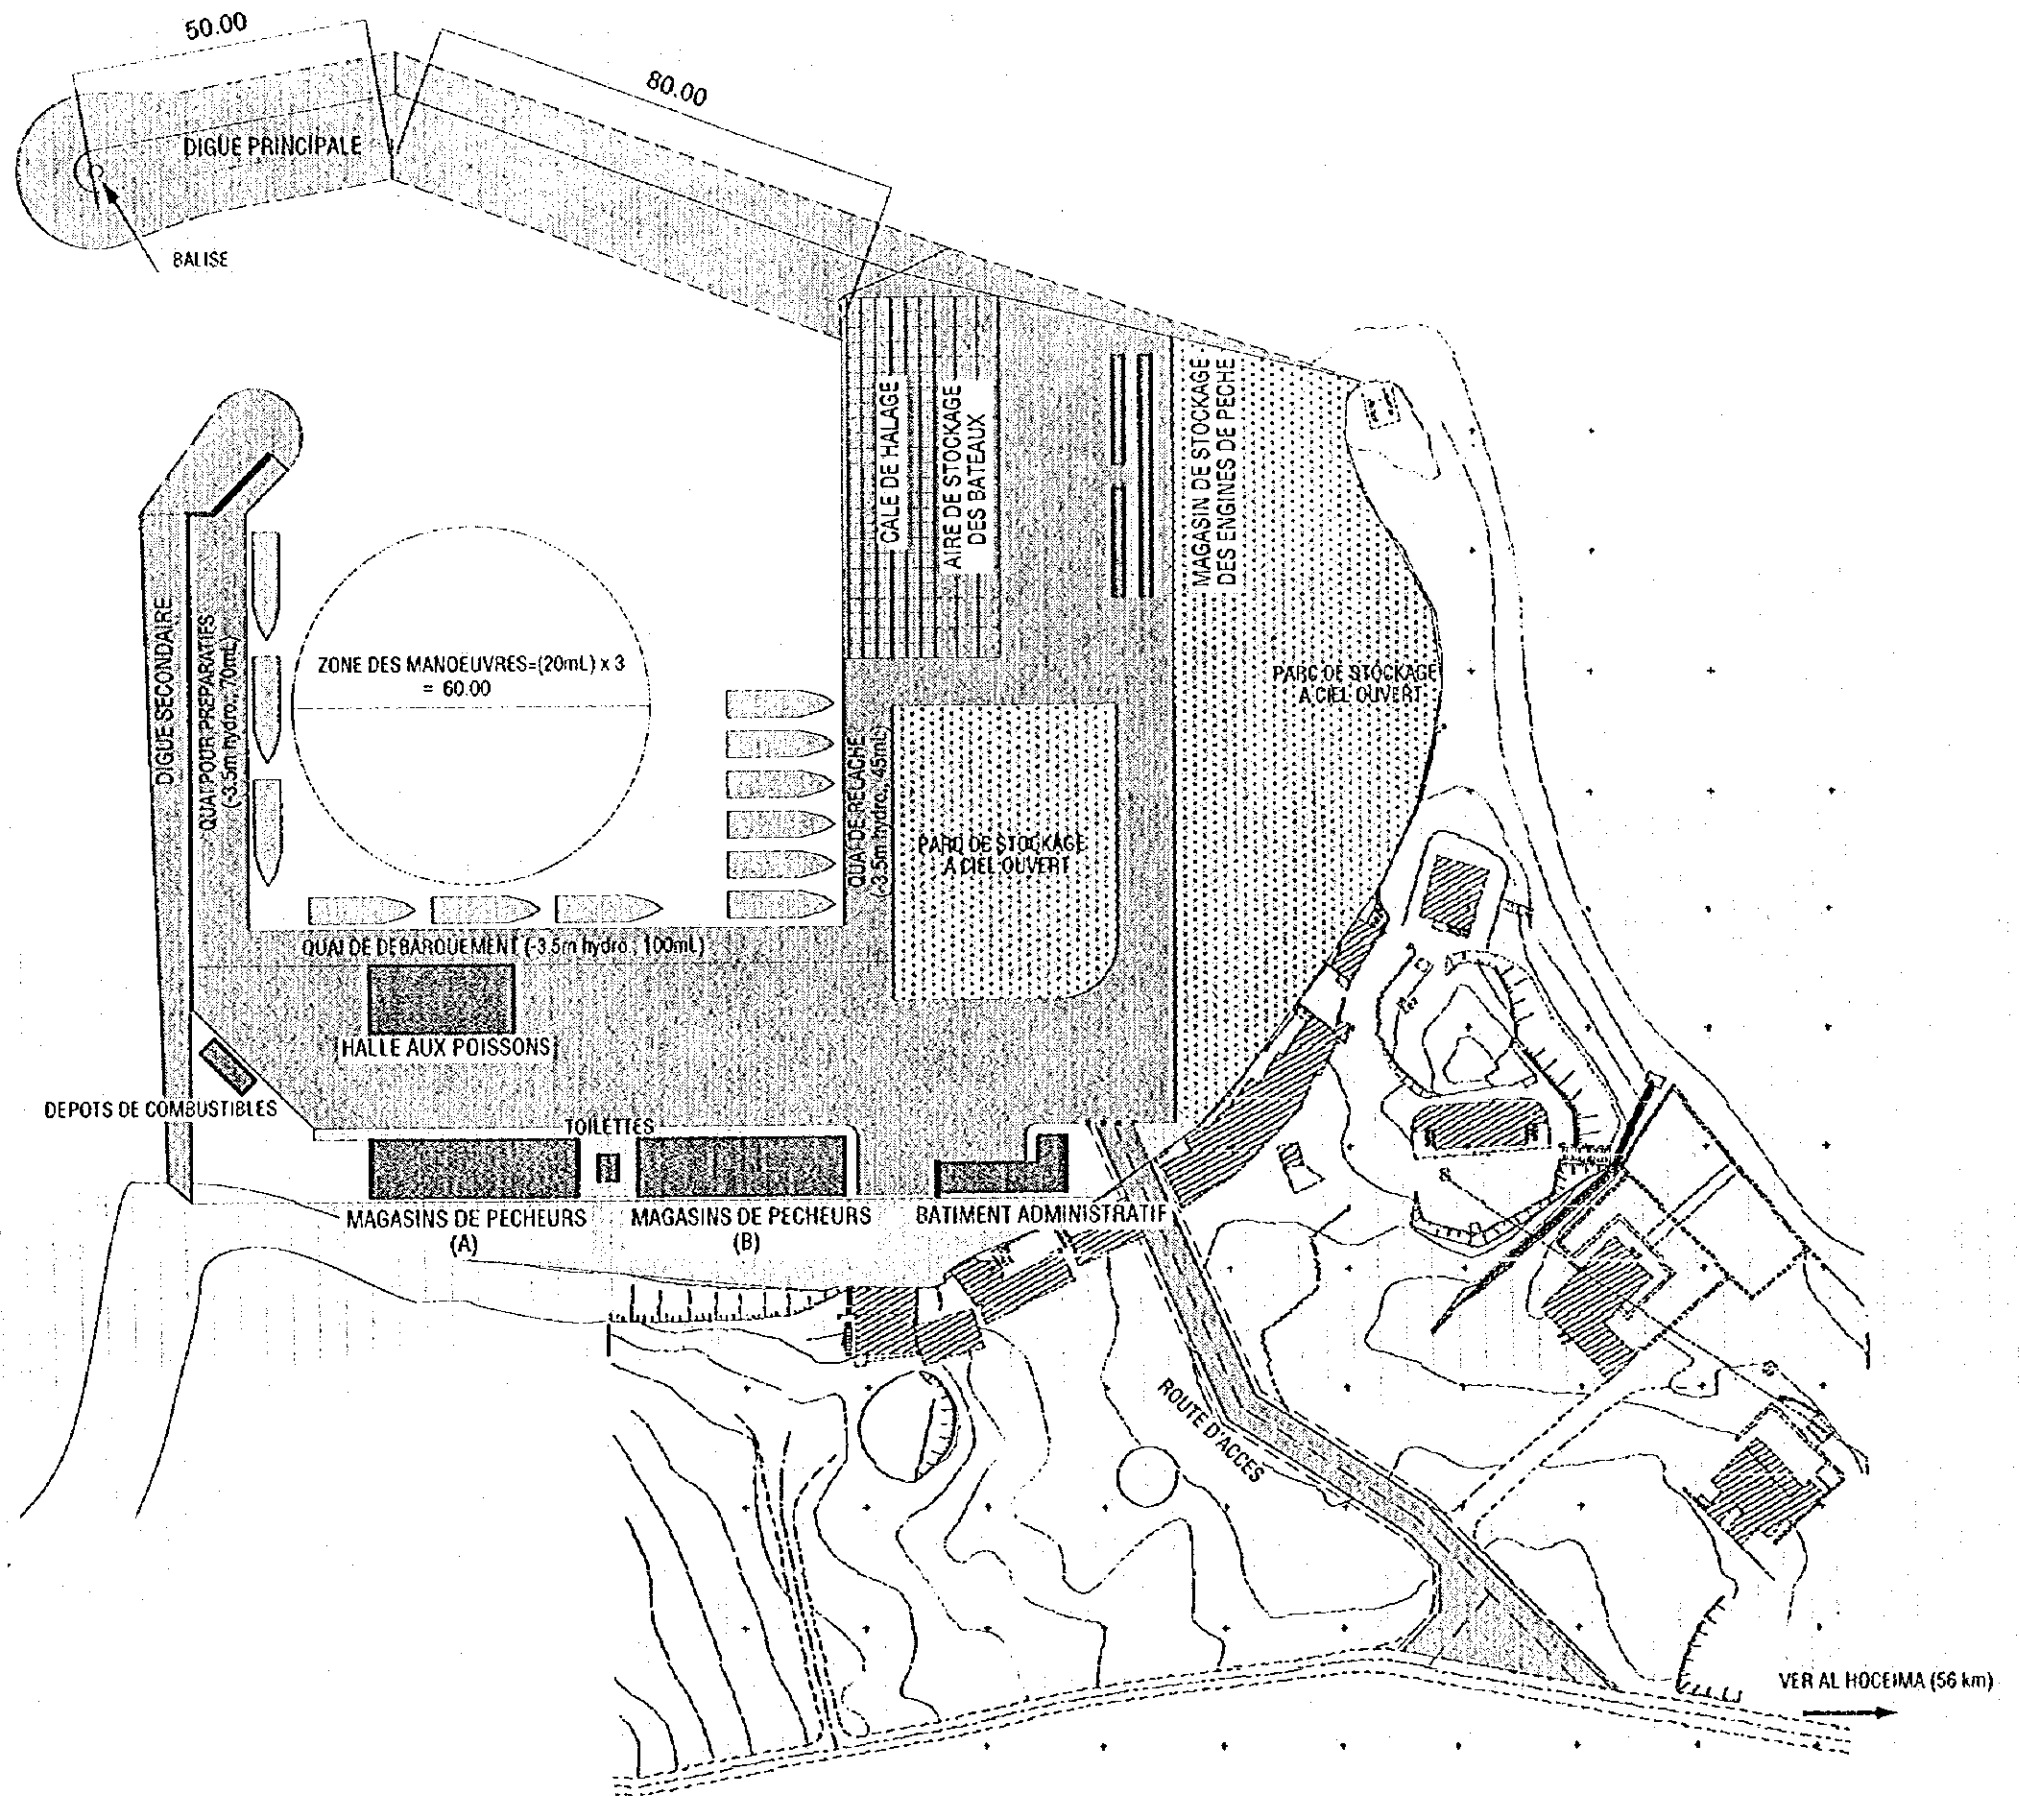 50.00
80.00
DIGUE PRINCIPALE
BALISE
CALE DE HALAGE
AIRE DE STOCKAGE
DES BATEAUX
MAGASIN DE STOCKAGE
DES ENGINES DE PECHE
DIGUE SECONDAIRE
QUAI POUR PREPARATIFS
(-3.5m hydro., 70mL)
ZONE DES MANOEUVRES=(20mL) x 3
= 60.00
PARC DE STOCKAGE
A CIEL OUVERT
QUAI DE RELACHE
(-3.5m hydro., 45mL)
PARC DE STOCKAGE
A CIEL OUVERT
QUAI DE DEBARQUEMENT (-3.5m hydro., 100mL)
HALLE AUX POISSONS
DEPOTS DE COMBUSTIBLES
TOILETTES
MAGASINS DE PECHEURS
(A)
MAGASINS DE PECHEURS
(B)
BATIMENT ADMINISTRATIF
ROUTE D'ACCES
VER AL HOCEIMA (56 km)